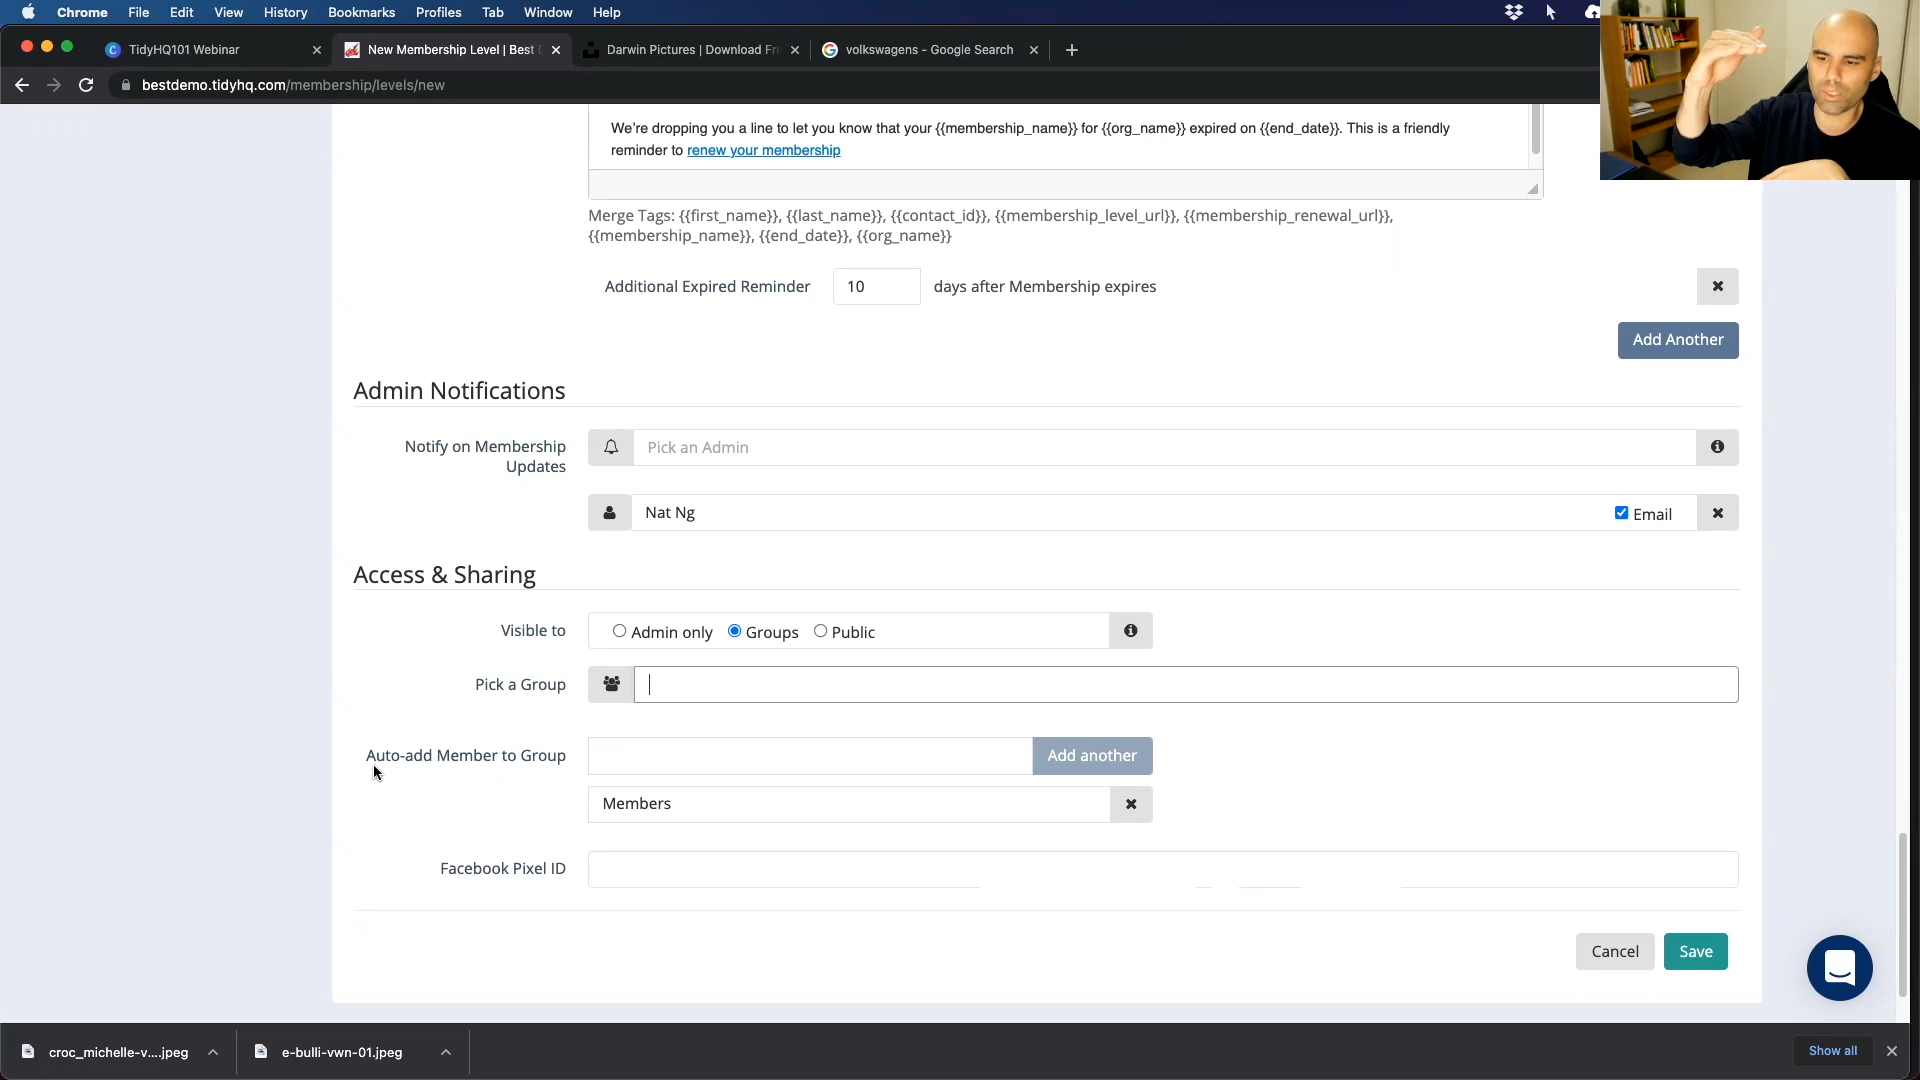 Chrome File Edit View History Bookmarks Profiles Tab Window Help
TidyHQ101 Webinar
New Membership Level | Best
Darwin Pictures | Download Fre
volkswagens - Google Search
bestdemo.tidyhq.com/membership/levels/new
We're dropping you a line to let you know that your {{membership_name}} for {{org_name}} expired on {{end_date}}. This is a friendly
reminder to renew your membership
Merge Tags: {{first_name}}, {{last_name}}, {{contact_id}}, {{membership_level_url}}, {{membership_renewal_url}},
{{membership_name}}, {{end_date}}, {{org_name}}
Additional Expired Reminder 10 days after Membership expires
Add Another
Admin Notifications
Notify on Membership
Updates
Pick an Admin
Nat Ng
Email
Access & Sharing
Visible to
Admin only Groups Public
Pick a Group
Auto-add Member to Group
Add another
Members
Facebook Pixel ID
Cancel
Save
croc_michelle-v....jpeg
e-bulli-vwn-01.jpeg
Show all